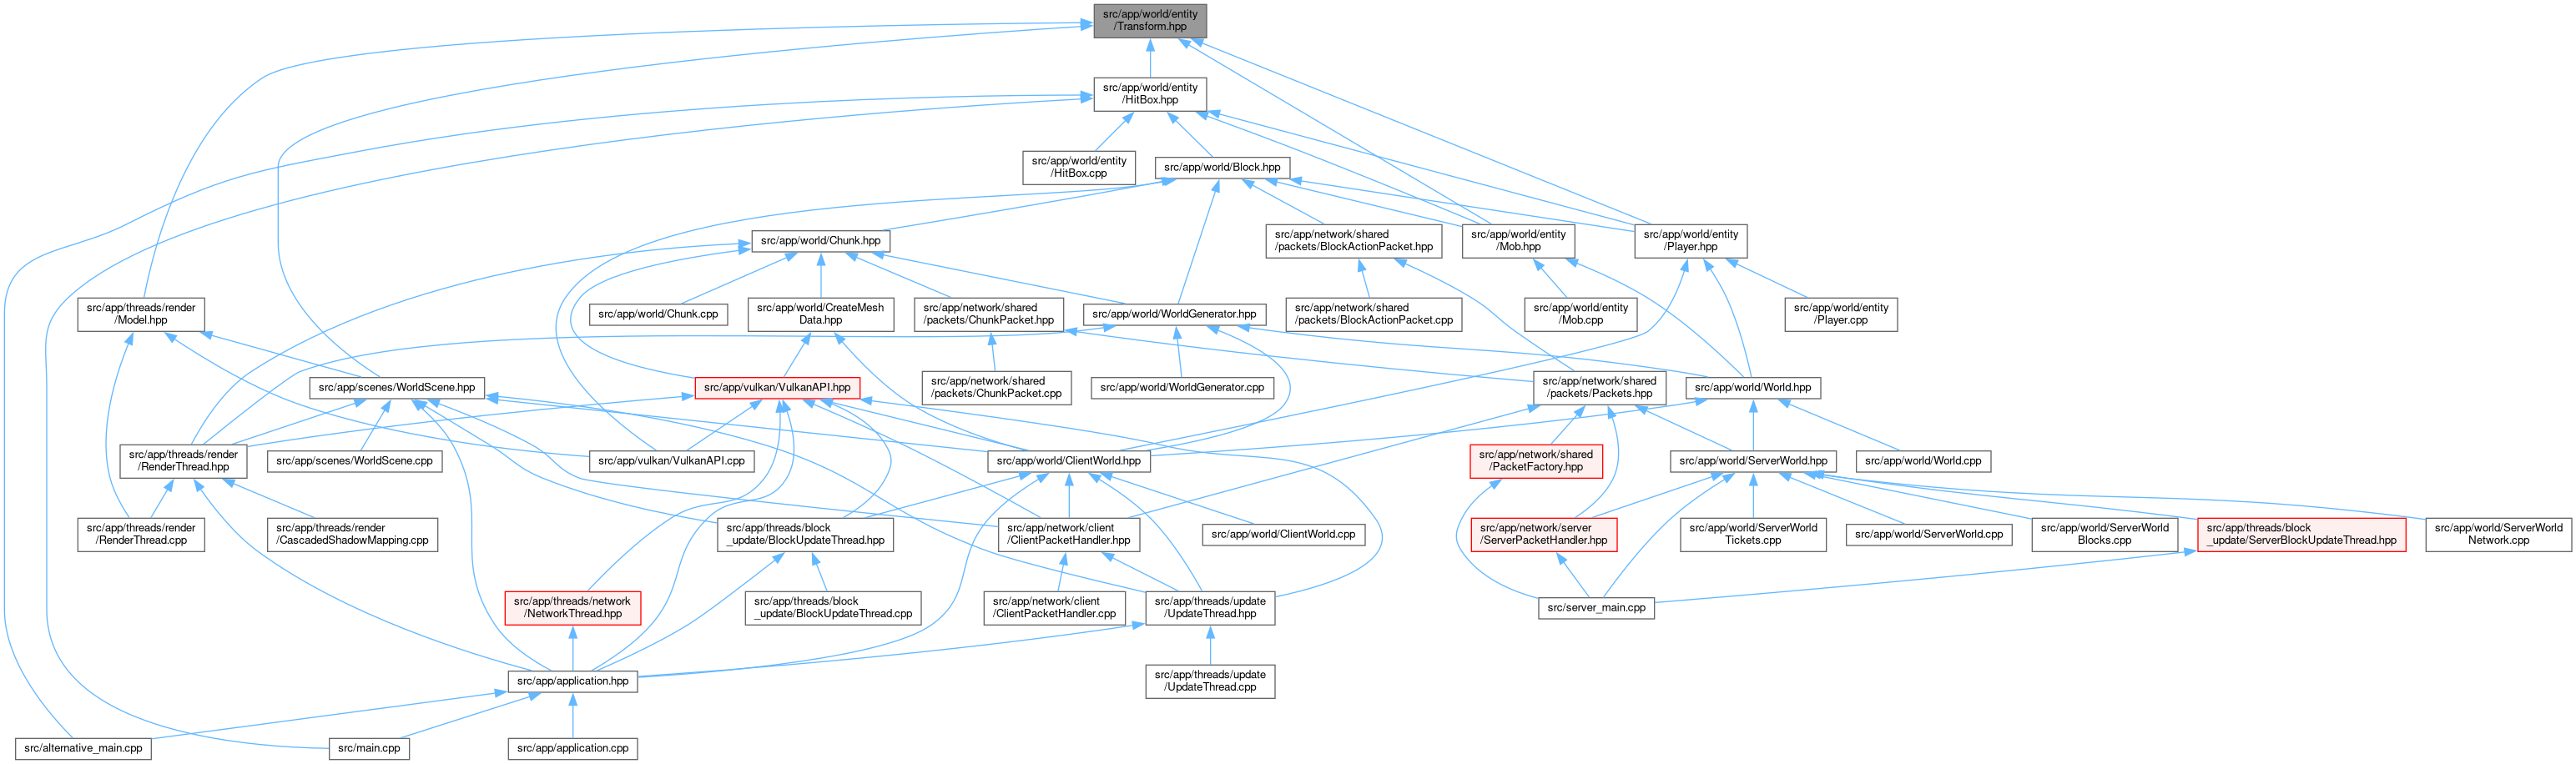 src/app/world/entity
/Transform.hpp
src/app/world/entity
/HitBox.hpp
src/app/world/entity
/HitBox.cpp
src/app/world/Block.hpp
src/app/world/Chunk.hpp
src/app/network/shared
/packets/BlockActionPacket.hpp
src/app/world/entity
/Mob.hpp
src/app/world/entity
/Player.hpp
src/app/threads/render
/Model.hpp
src/app/world/Chunk.cpp
src/app/world/CreateMesh
Data.hpp
src/app/network/shared
/packets/ChunkPacket.hpp
src/app/world/WorldGenerator.hpp
src/app/network/shared
/packets/BlockActionPacket.cpp
src/app/world/entity
/Mob.cpp
src/app/world/entity
/Player.cpp
src/app/scenes/WorldScene.hpp
src/app/vulkan/VulkanAPI.hpp
src/app/network/shared
/packets/ChunkPacket.cpp
src/app/world/WorldGenerator.cpp
src/app/network/shared
/packets/Packets.hpp
src/app/world/World.hpp
src/app/threads/render
/RenderThread.hpp
src/app/scenes/WorldScene.cpp
src/app/vulkan/VulkanAPI.cpp
src/app/world/ClientWorld.hpp
src/app/network/shared
/PacketFactory.hpp
src/app/world/ServerWorld.hpp
src/app/world/World.cpp
src/app/threads/render
/RenderThread.cpp
src/app/threads/render
/CascadedShadowMapping.cpp
src/app/threads/block
_update/BlockUpdateThread.hpp
src/app/network/client
/ClientPacketHandler.hpp
src/app/world/ClientWorld.cpp
src/app/network/server
/ServerPacketHandler.hpp
src/app/world/ServerWorld
Tickets.cpp
src/app/world/ServerWorld.cpp
src/app/world/ServerWorld
Blocks.cpp
src/app/threads/block
_update/ServerBlockUpdateThread.hpp
src/app/world/ServerWorld
Network.cpp
src/app/threads/network
/NetworkThread.hpp
src/app/threads/block
_update/BlockUpdateThread.cpp
src/app/network/client
/ClientPacketHandler.cpp
src/app/threads/update
/UpdateThread.hpp
src/server_main.cpp
src/app/application.hpp
src/app/threads/update
/UpdateThread.cpp
src/alternative_main.cpp
src/main.cpp
src/app/application.cpp